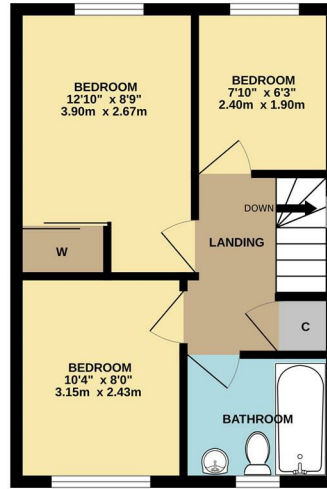 BEDROOM
12'10" x 8'9"
3.90m x 2.67m
BEDROOM
7'10" x 6'3"
2.40m x 1.90m
DOWN
LANDING
W
C
BEDROOM
10'4" x 8'0"
3.15m x 2.43m
BATHROOM